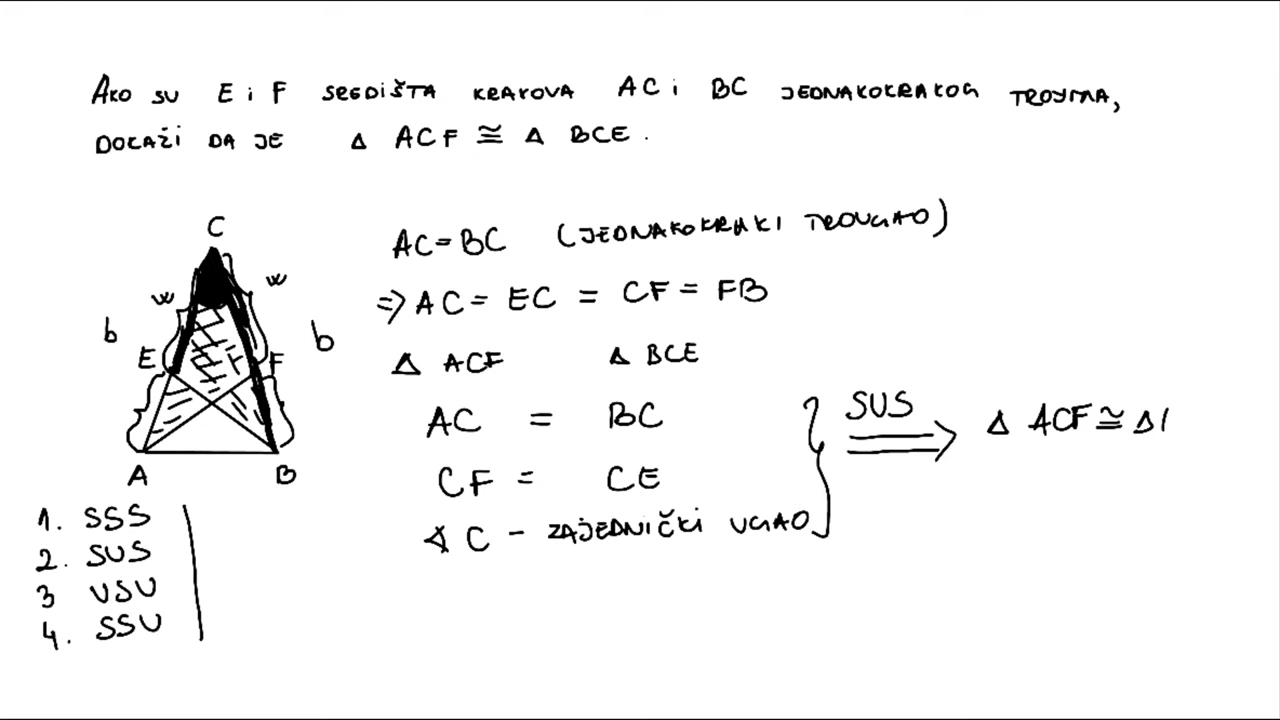 AKO SU E i F SREDIŠTA KRAKOVA AC i BC JEDNAKOKRAKOG TROUGLA,
DOKAŽI DA JE Δ ACF ≅ Δ BCE.
C
w w
b b
E F
A B
AC = BC (JEDNAKOKRAKI TROUGAO)
=> AC = EC = CF = FB
Δ ACF Δ BCE
AC = BC
CF = CE
∢ C - ZAJEDNIČKI UGAO
SUS
Δ ACF ≅ Δ
1. SSS
2. SUS
3 USU
4. SSU